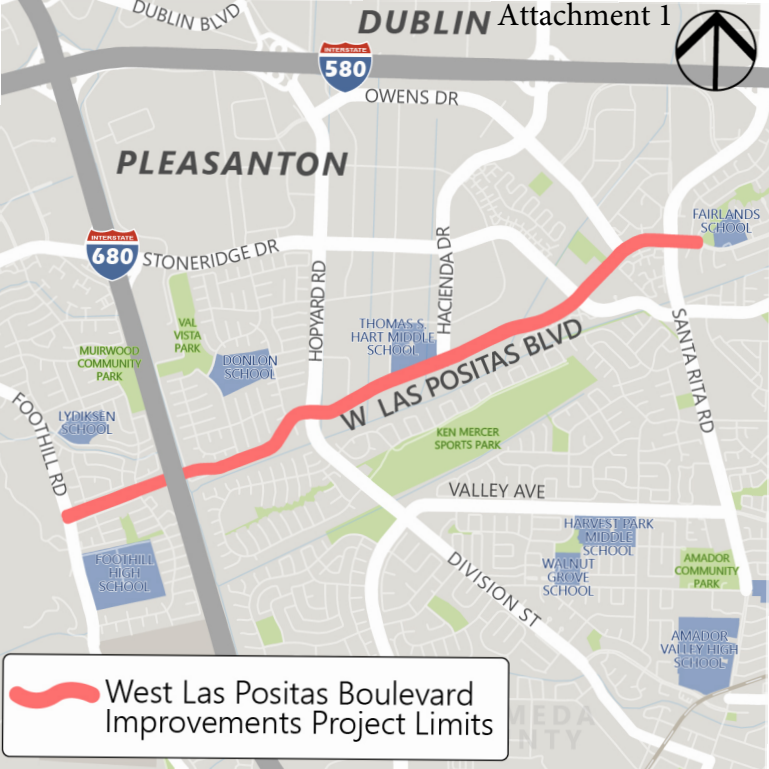 Attachment 1
DUBLIN BLVD
DUBLIN
INTERSTATE
580
OWENS DR
PLEASANTON
FAIRLANDS
SCHOOL
INTERSTATE
680
STONERIDGE DR
HOPYARD RD
HACIENDA DR
VAL
VISTA
PARK
THOMAS S.
HART MIDDLE
SCHOOL
SANTA RITA RD
MUIRWOOD
COMMUNITY
PARK
DONLON
SCHOOL
W LAS POSITAS BLVD
FOOTHILL RD
LYDIKSEN
SCHOOL
KEN MERCER
SPORTS PARK
VALLEY AVE
HARVEST PARK
MIDDLE
SCHOOL
FOOTHILL
HIGH
SCHOOL
WALNUT
GROVE
SCHOOL
AMADOR
COMMUNITY
PARK
DIVISION ST
AMADOR
VALLEY HIGH
SCHOOL
West Las Positas Boulevard
Improvements Project Limits
MEDA
NTY